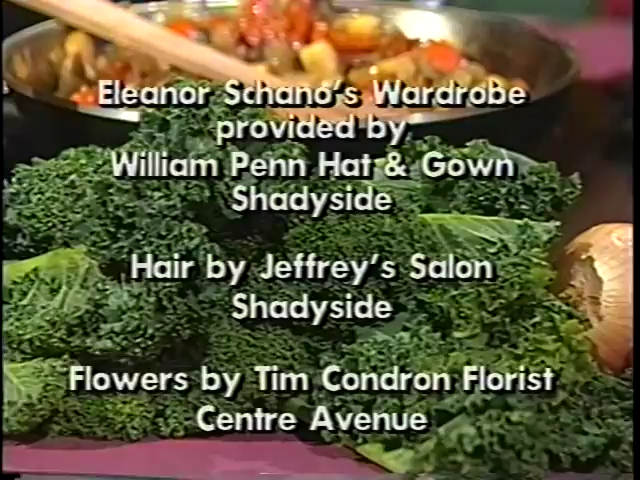 Eleanor Schano's Wardrobe
provided by
William Penn Hat & Gown
Shadyside
Hair by Jeffrey's Salon
Shadyside
Flowers by Tim Condron Florist
Centre Avenue